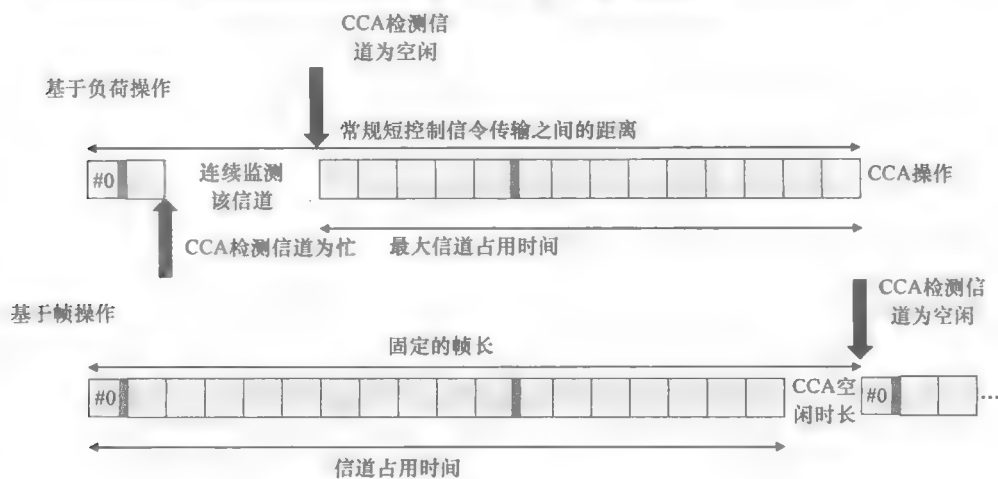 CCA检测信
道为空闲
基于负荷操作
常规短控制信令传输之间的距离
#0
连续监测
该信道
CCA操作
CCA检测信道为忙
最大信道占用时间
CCA检测信
道为空闲
基于帧操作
固定的帧长
#0
CCA空
闲时长
#0
...
信道占用时间